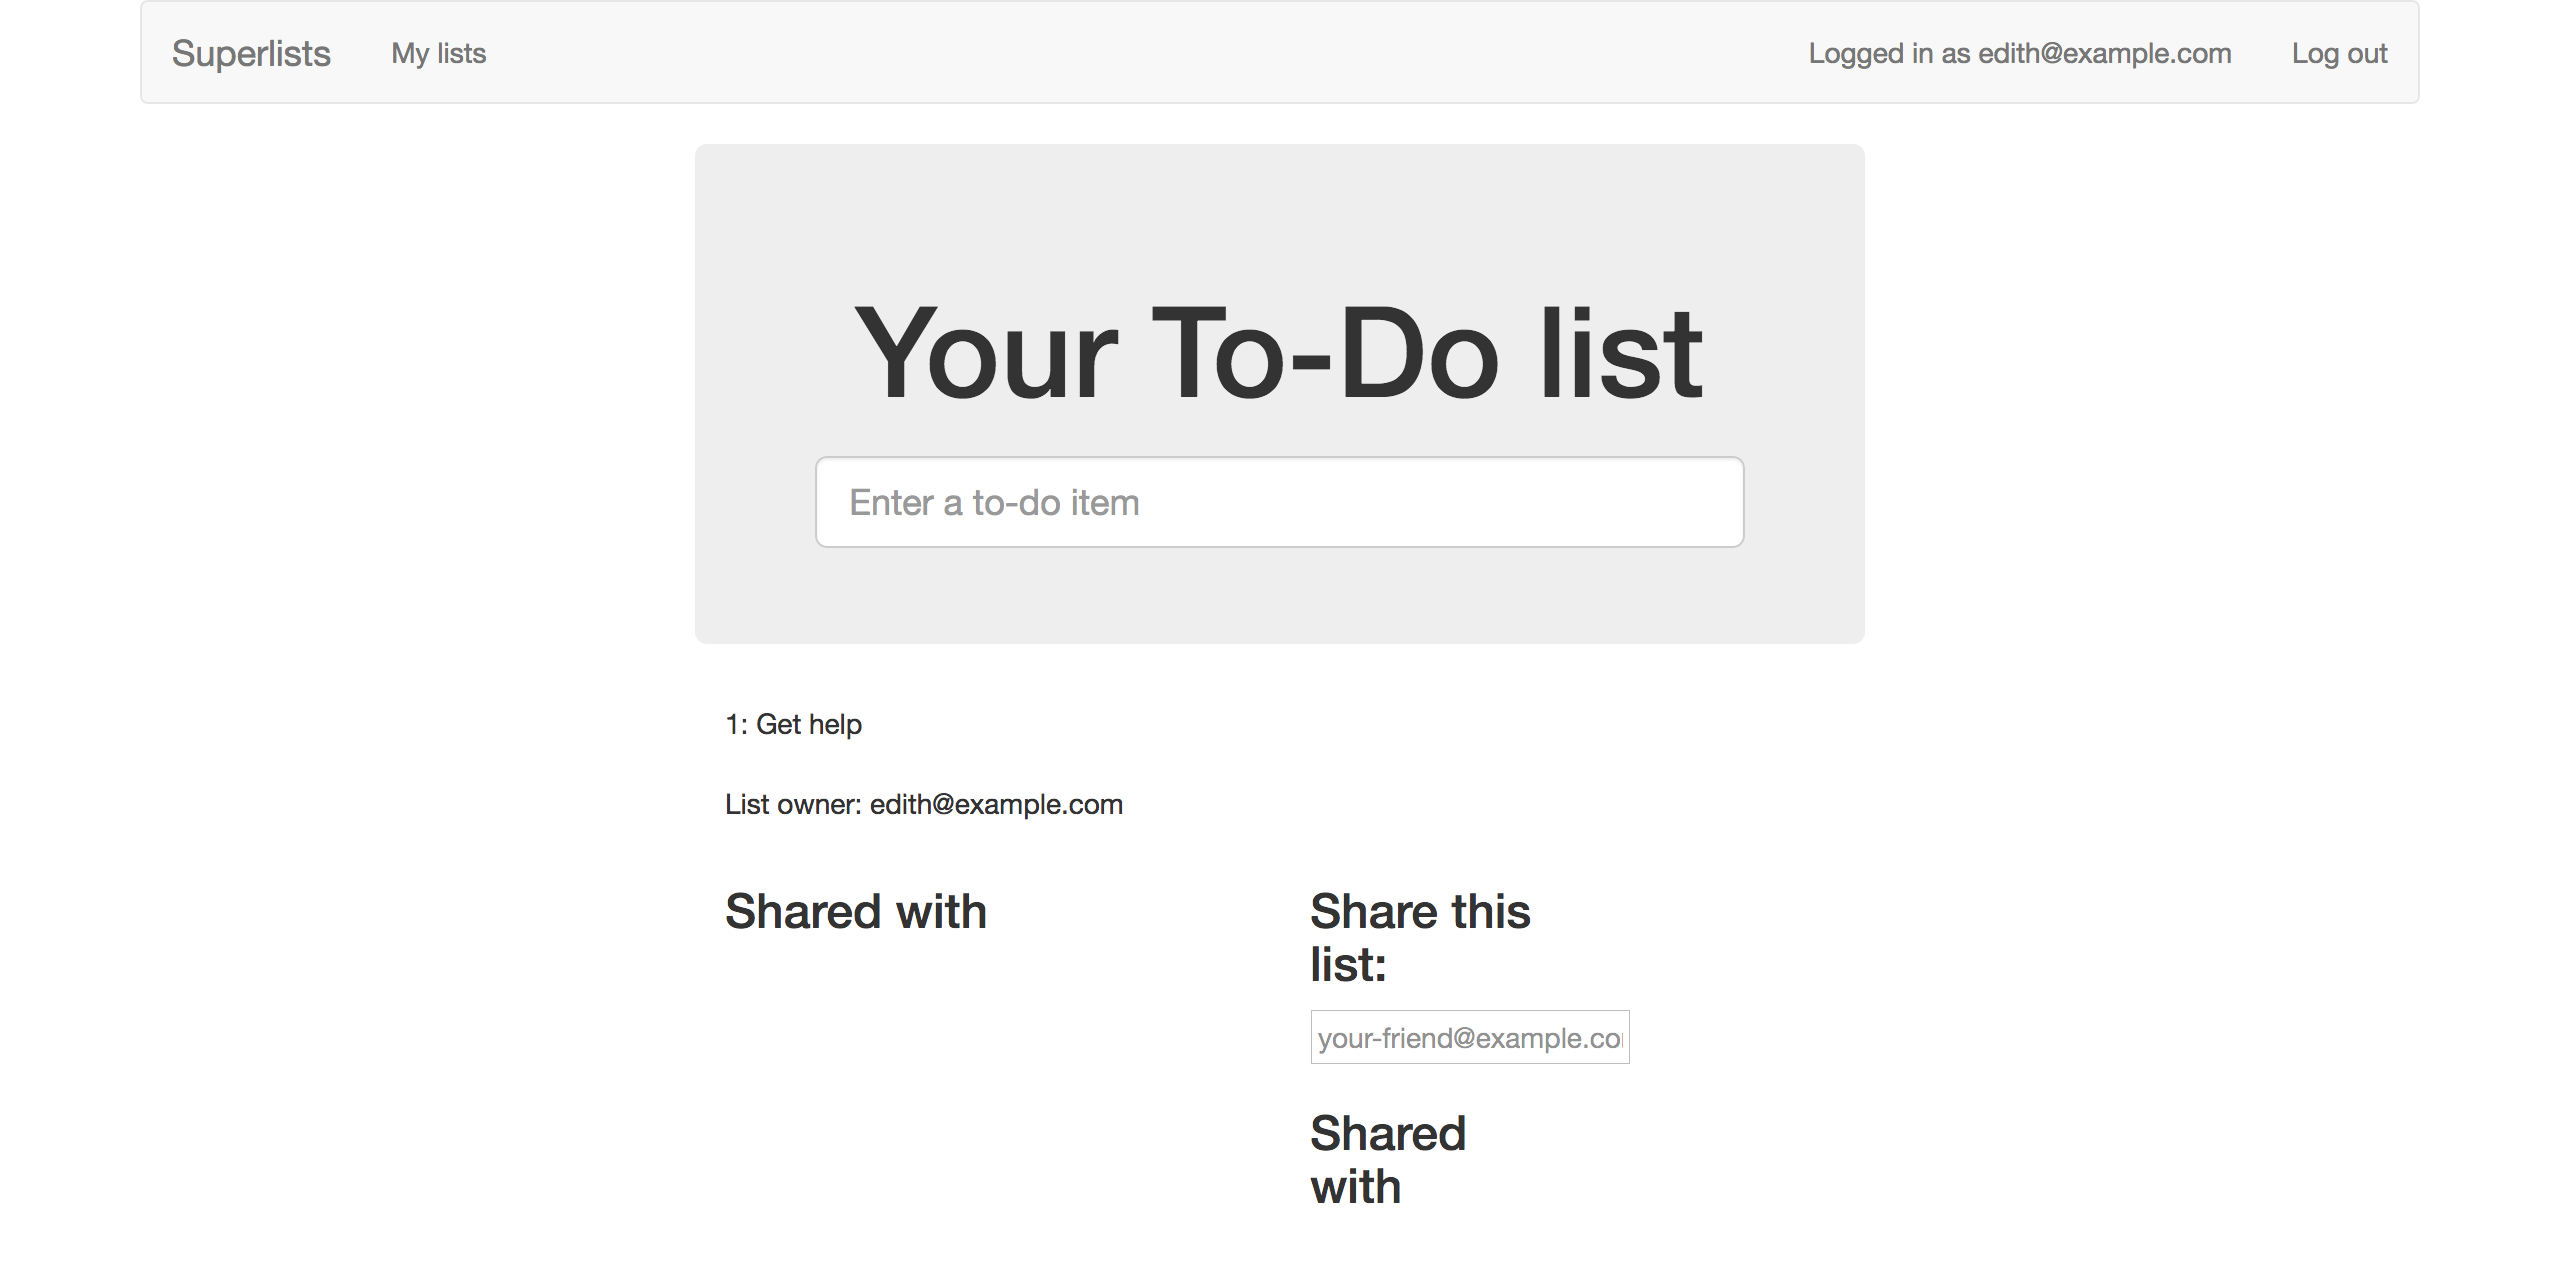 Superlists My lists Logged in as edith@example.com Log out
Your To-Do list
Enter a to-do item
1: Get help
List owner: edith@example.com
Shared with
Share this
list:
your-friend@example.co
Shared
with